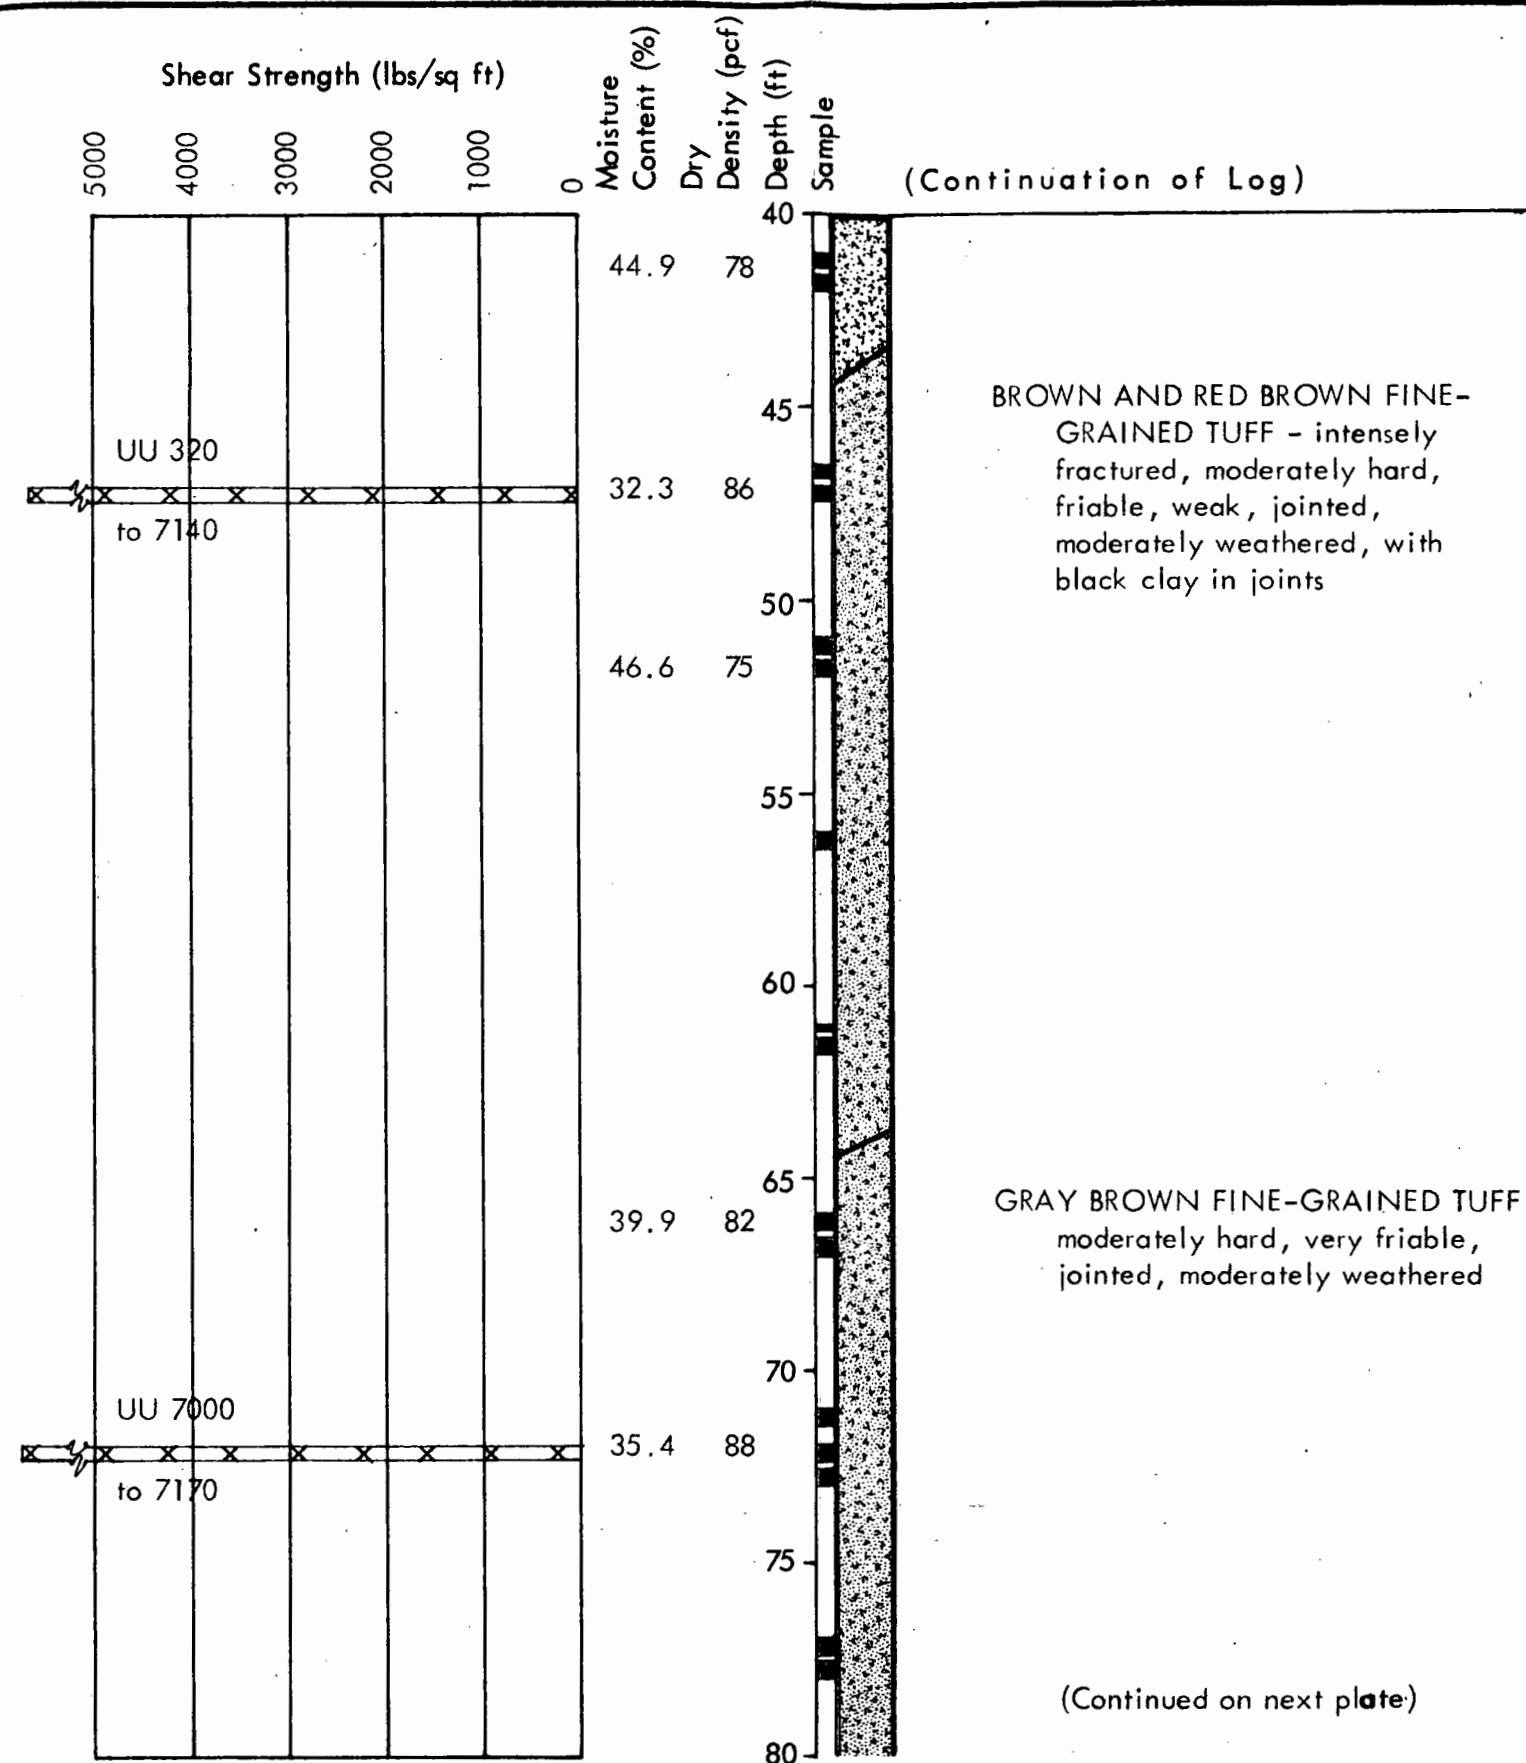 Shear Strength (lbs/sq ft)
5000
4000
3000
2000
1000
0
Moisture
Content (%)
Dry
Density (pcf)
Depth (ft)
Sample
(Continuation of Log)
40
44.9 78
45
BROWN AND RED BROWN FINE-
GRAINED TUFF - intensely
fractured, moderately hard,
friable, weak, jointed,
moderately weathered, with
black clay in joints
UU 320
32.3 86
to 7140
50
46.6 75
55
60
65
GRAY BROWN FINE-GRAINED TUFF
moderately hard, very friable,
jointed, moderately weathered
39.9 82
70
UU 7000
35.4 88
to 7170
75
(Continued on next plate)
80